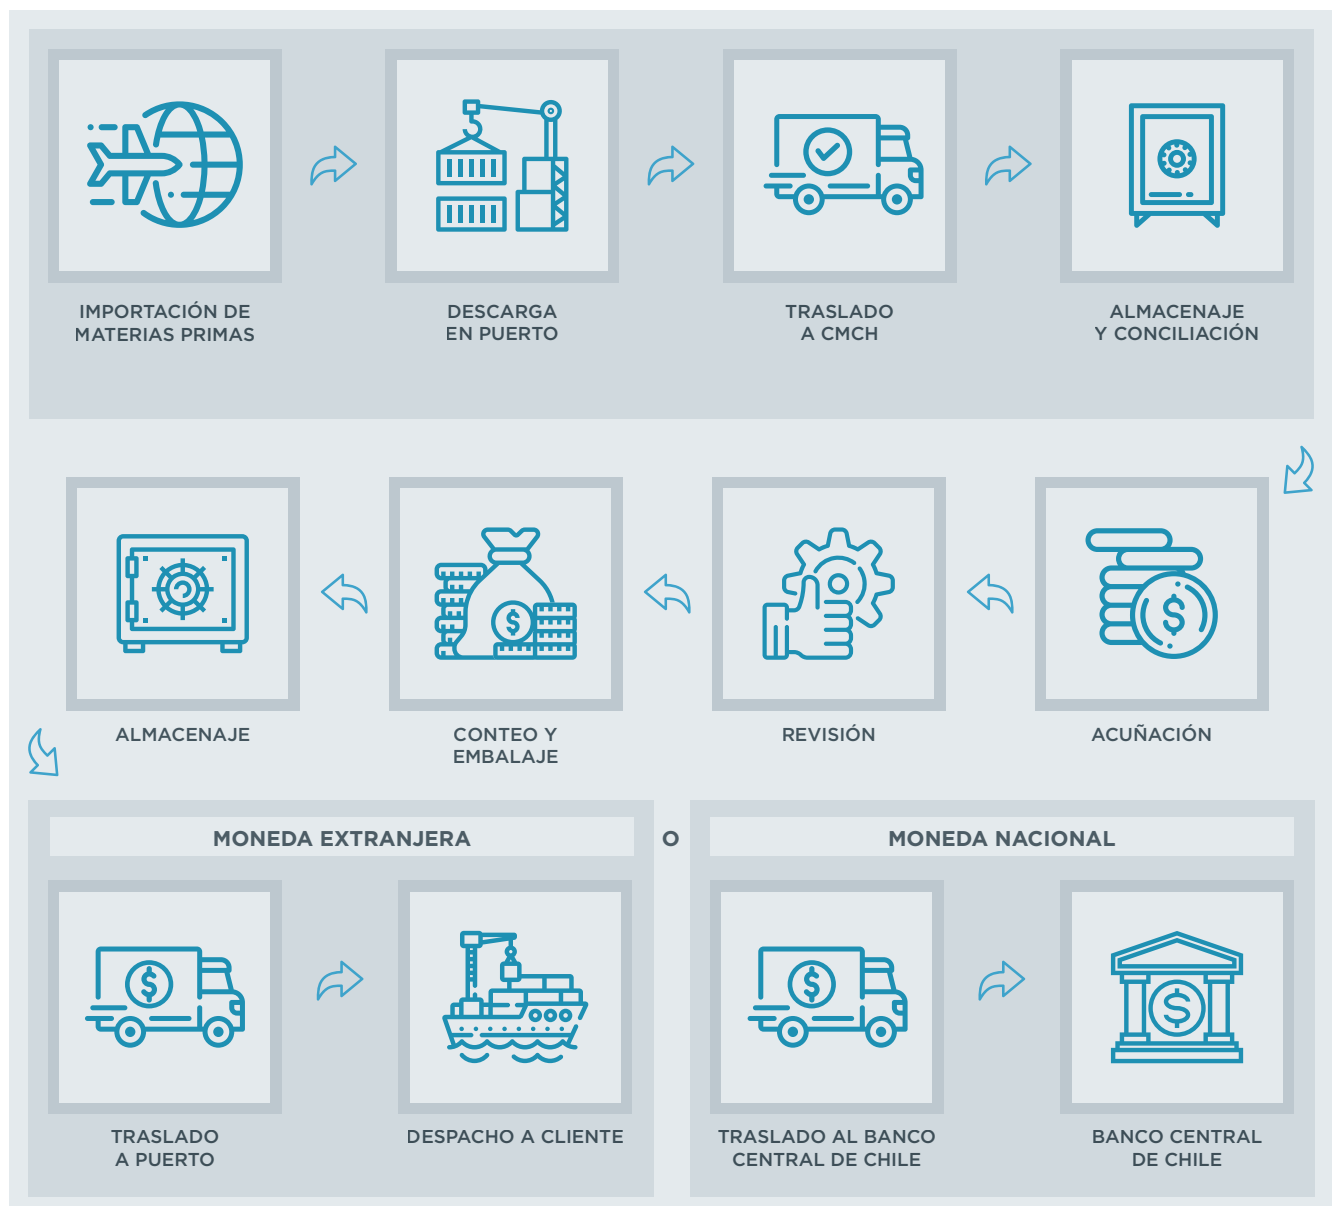 IMPORTACIÓN DE
MATERIAS PRIMAS
DESCARGA
EN PUERTO
TRASLADO
A CMCH
ALMACENAJE
Y CONCILIACIÓN
ALMACENAJE
CONTEO Y
EMBALAJE
REVISIÓN
ACUÑACIÓN
MONEDA EXTRANJERA
O
MONEDA NACIONAL
TRASLADO
A PUERTO
DESPACHO A CLIENTE
TRASLADO AL BANCO
CENTRAL DE CHILE
BANCO CENTRAL
DE CHILE